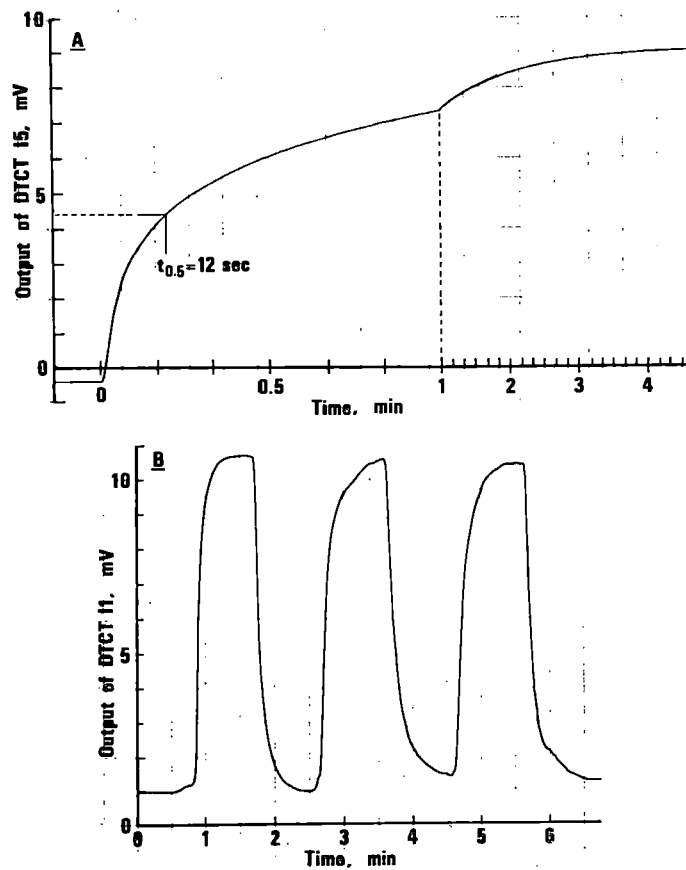 A
Output of DTCT 15, mV
10
5
0
t0.5=12 sec
0 0.5 1 2 3 4
Time, min
B
Output of DTCT 11, mV
10
5
0
0 1 2 3 4 5 6
Time, min